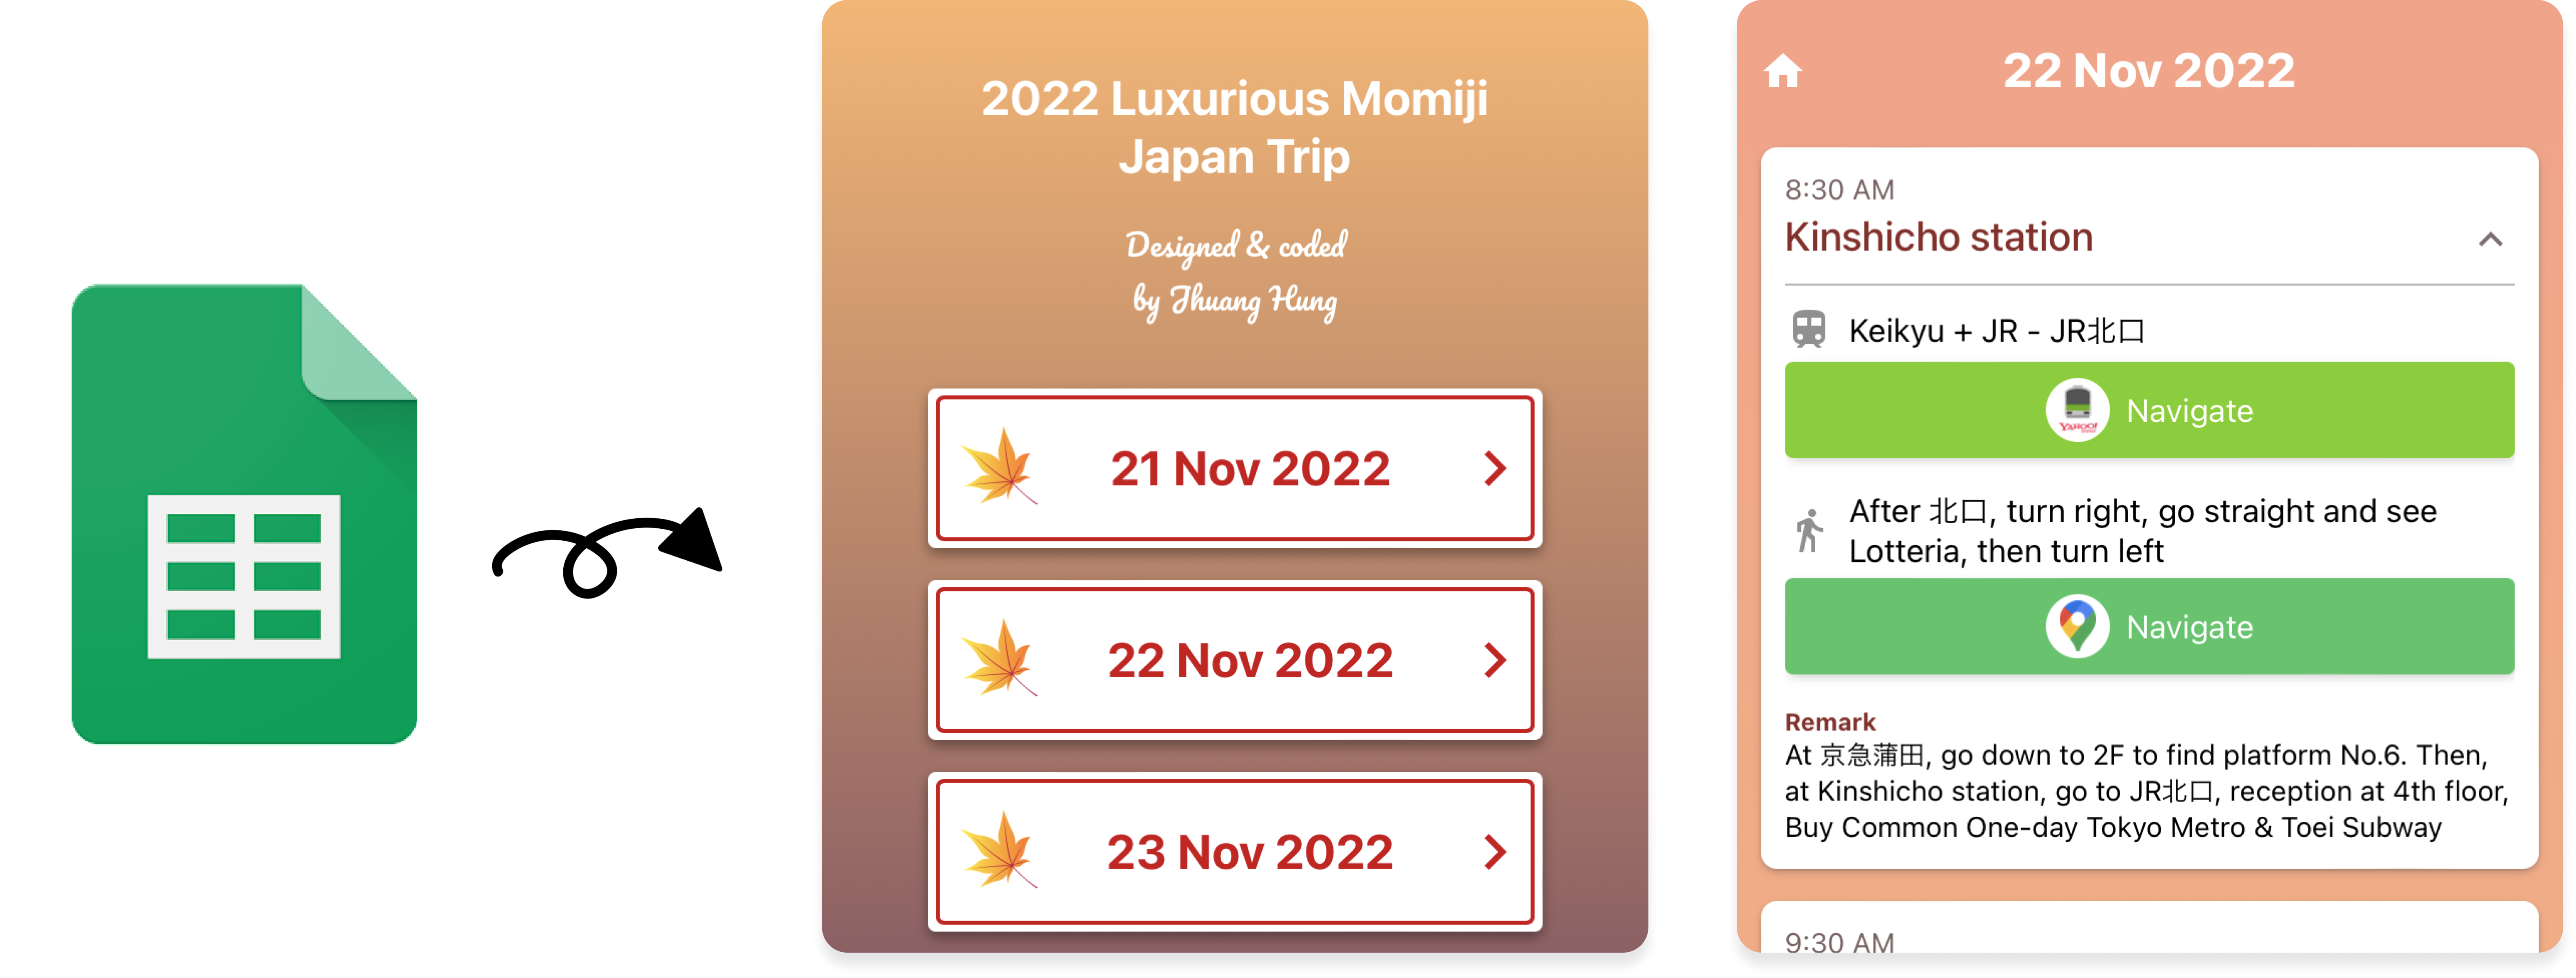 2022 Luxurious Momiji
Japan Trip
Designed & coded
by Jhuang Hung
21 Nov 2022
22 Nov 2022
23 Nov 2022
22 Nov 2022
8:30 AM
Kinshicho station
Keikyu + JR - JR北口
YAHOO!
Navigate
After 北口, turn right, go straight and see
Lotteria, then turn left
Navigate
Remark
At 京急蒲田, go down to 2F to find platform No.6. Then,
at Kinshicho station, go to JR北口, reception at 4th floor,
Buy Common One-day Tokyo Metro & Toei Subway
9:30 AM